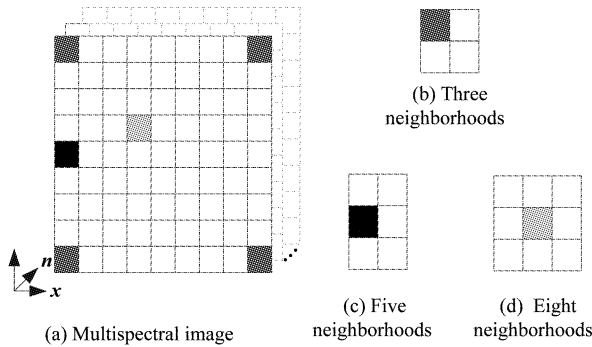 (b) Three
neighborhoods
n
x
(c) Five
neighborhoods
(d) Eight
neighborhoods
(a) Multispectral image